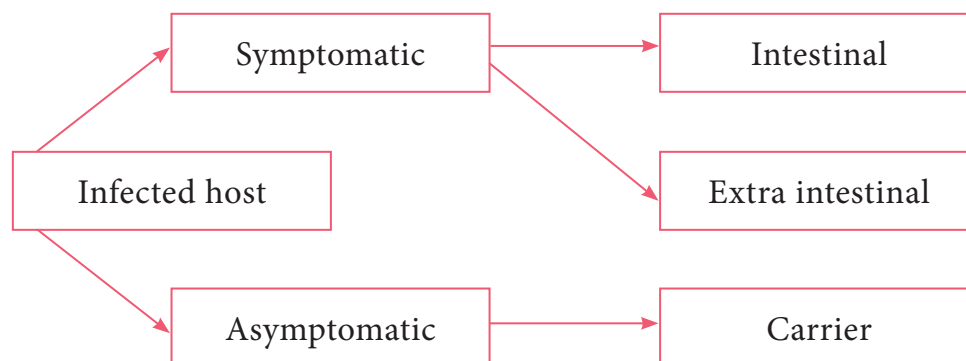 Symptomatic
Intestinal
Infected host
Extra intestinal
Asymptomatic
Carrier